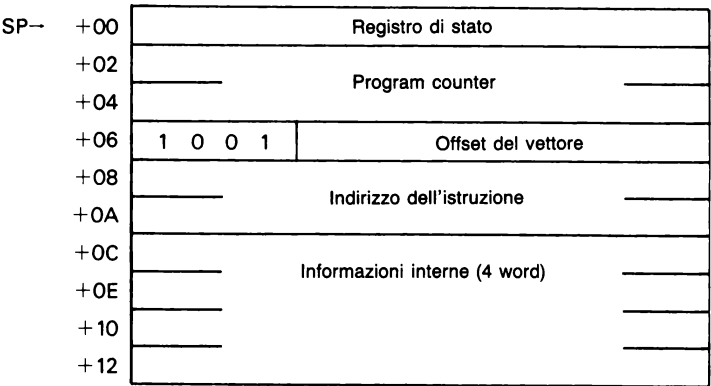 SP→ +00 Registro di stato
+02
Program counter
+04
+06 1 0 0 1 Offset del vettore
+08
Indirizzo dell'istruzione
+0A
+0C
Informazioni interne (4 word)
+0E
+10
+12